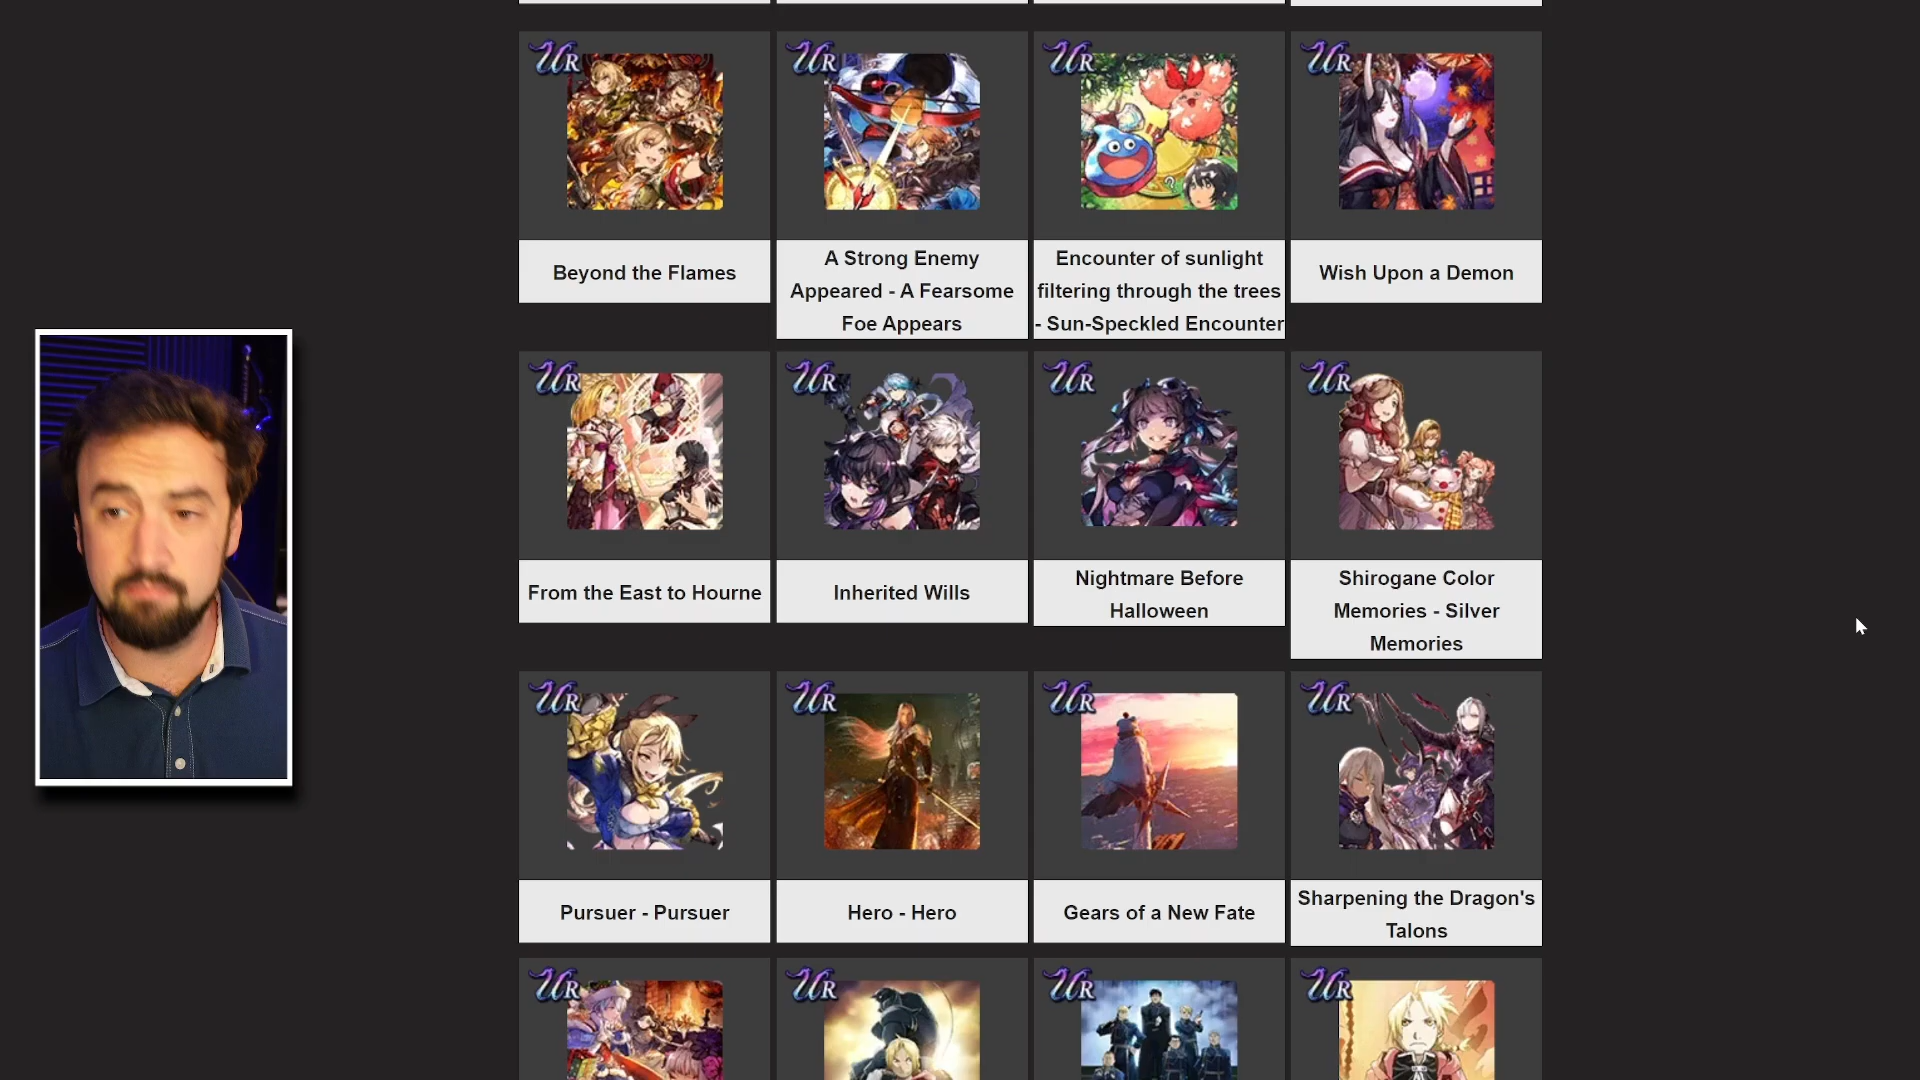 UR UR UR UR
Beyond the Flames
A Strong Enemy
Appeared - A Fearsome
Foe Appears
Encounter of sunlight
filtering through the trees
- Sun-Speckled Encounter
Wish Upon a Demon
UR UR UR UR
From the East to Hourne
Inherited Wills
Nightmare Before
Halloween
Shirogane Color
Memories - Silver
Memories
UR UR UR UR
Pursuer - Pursuer
Hero - Hero
Gears of a New Fate
Sharpening the Dragon's
Talons
UR UR UR UR